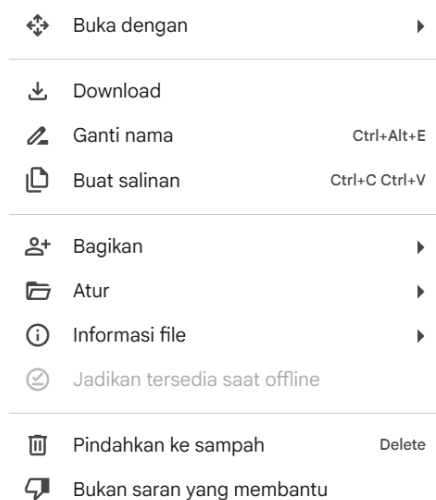 Buka dengan
Download
Ganti nama Ctrl+Alt+E
Buat salinan Ctrl+C Ctrl+V
Bagikan
Atur
Informasi file
Jadikan tersedia saat offline
Pindahkan ke sampah Delete
Bukan saran yang membantu